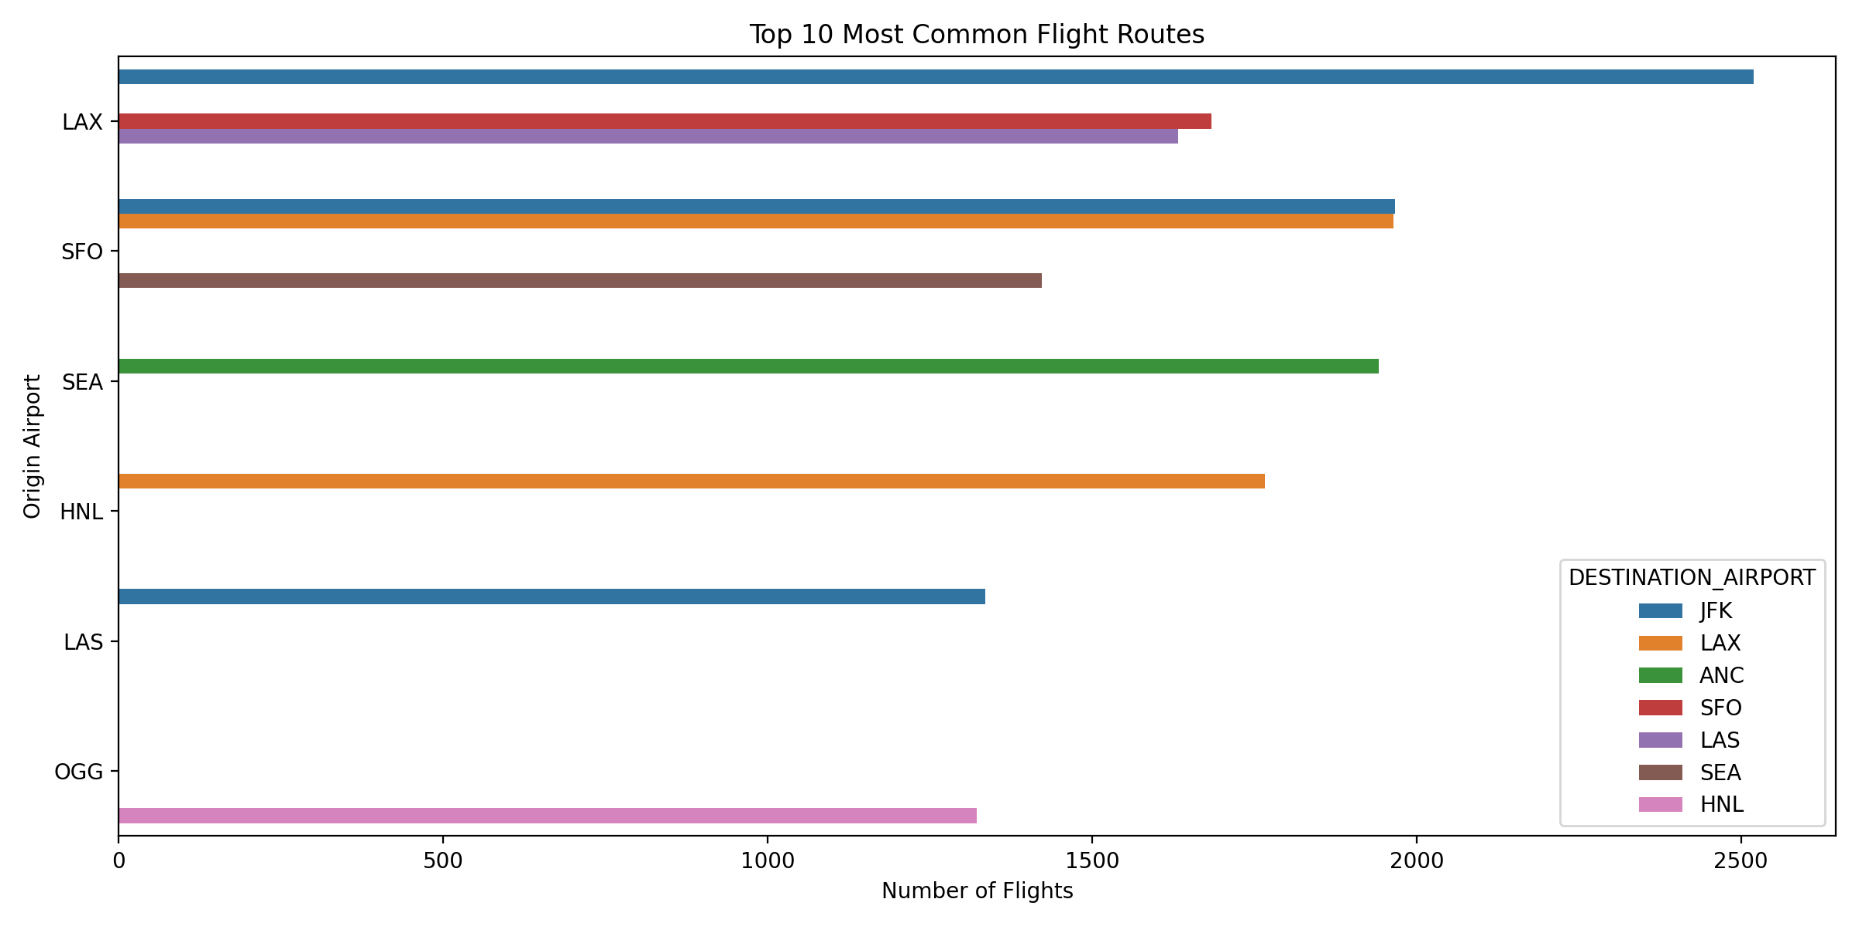 Top 10 Most Common Flight Routes
Origin Airport
LAX
SFO
SEA
HNL
LAS
OGG
0 500 1000 1500 2000 2500
Number of Flights
DESTINATION_AIRPORT
JFK
LAX
ANC
SFO
LAS
SEA
HNL